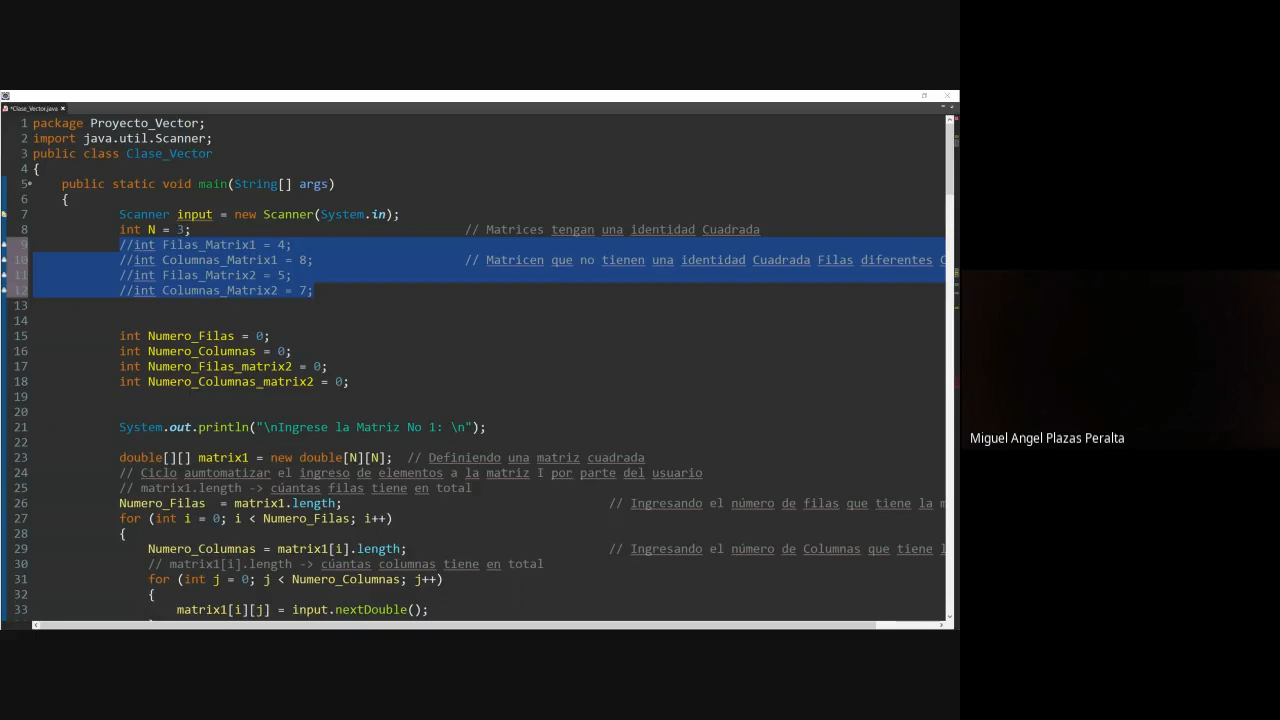 *Clase_Vector.java
1 package Proyecto_Vector;
2 import java.util.Scanner;
3 public class Clase_Vector
4 {
5 public static void main(String[] args)
6 {
7 Scanner input = new Scanner(System.in);
8 int N = 3; // Matrices tengan una identidad Cuadrada
9 //int Filas_Matrix1 = 4;
10 //int Columnas_Matrix1 = 8; // Matricen que no tienen una identidad Cuadrada Filas diferentes
11 //int Filas_Matrix2 = 5;
12 //int Columnas_Matrix2 = 7;
13
14
15 int Numero_Filas = 0;
16 int Numero_Columnas = 0;
17 int Numero_Filas_matrix2 = 0;
18 int Numero_Columnas_matrix2 = 0;
19
20
21 System.out.println("\nIngrese la Matriz No 1: \n");
22
23 double[][] matrix1 = new double[N][N]; // Definiendo una matriz cuadrada
24 // Ciclo aumtomatizar el ingreso de elementos a la matriz I por parte del usuario
25 // matrix1.length -> cúantas filas tiene en total
26 Numero_Filas = matrix1.length; // Ingresando el número de filas que tiene la m
27 for (int i = 0; i < Numero_Filas; i++)
28 {
29 Numero_Columnas = matrix1[i].length; // Ingresando el número de Columnas que tiene l
30 // matrix1[i].length -> cúantas columnas tiene en total
31 for (int j = 0; j < Numero_Columnas; j++)
32 {
33 matrix1[i][j] = input.nextDouble();
Miguel Angel Plazas Peralta